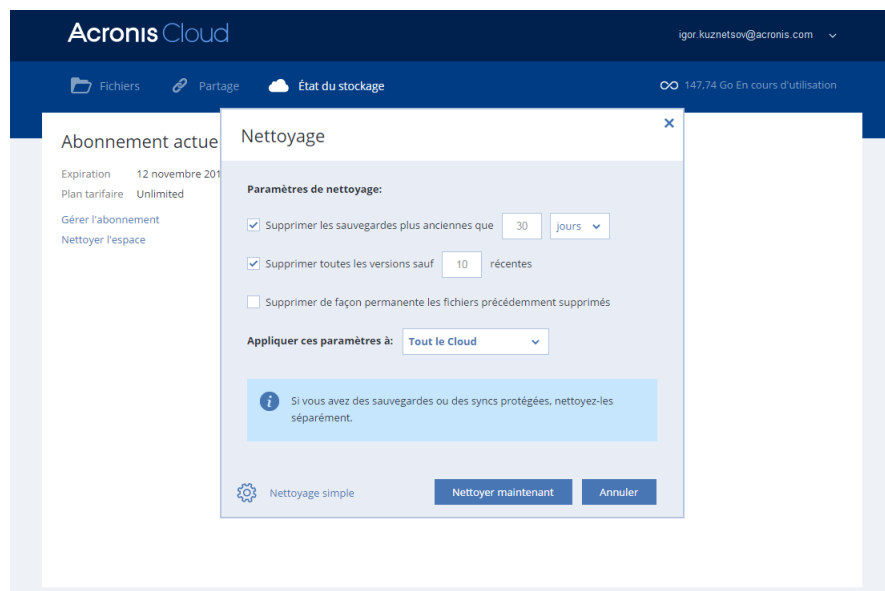 Acronis Cloud
igor.kuznetsov@acronis.com
Fichiers
Partage
État du stockage
147,74 Go En cours d'utilisation
Abonnement actue
Expiration 12 novembre 201
Plan tarifaire Unlimited
Gérer l'abonnement
Nettoyer l'espace
Nettoyage
Paramètres de nettoyage:
Supprimer les sauvegardes plus anciennes que 30 jours
Supprimer toutes les versions sauf 10 récentes
Supprimer de façon permanente les fichiers précédemment supprimés
Appliquer ces paramètres à: Tout le Cloud
Si vous avez des sauvegardes ou des syncs protégées, nettoyez-les
séparément.
Nettoyage simple
Nettoyer maintenant
Annuler